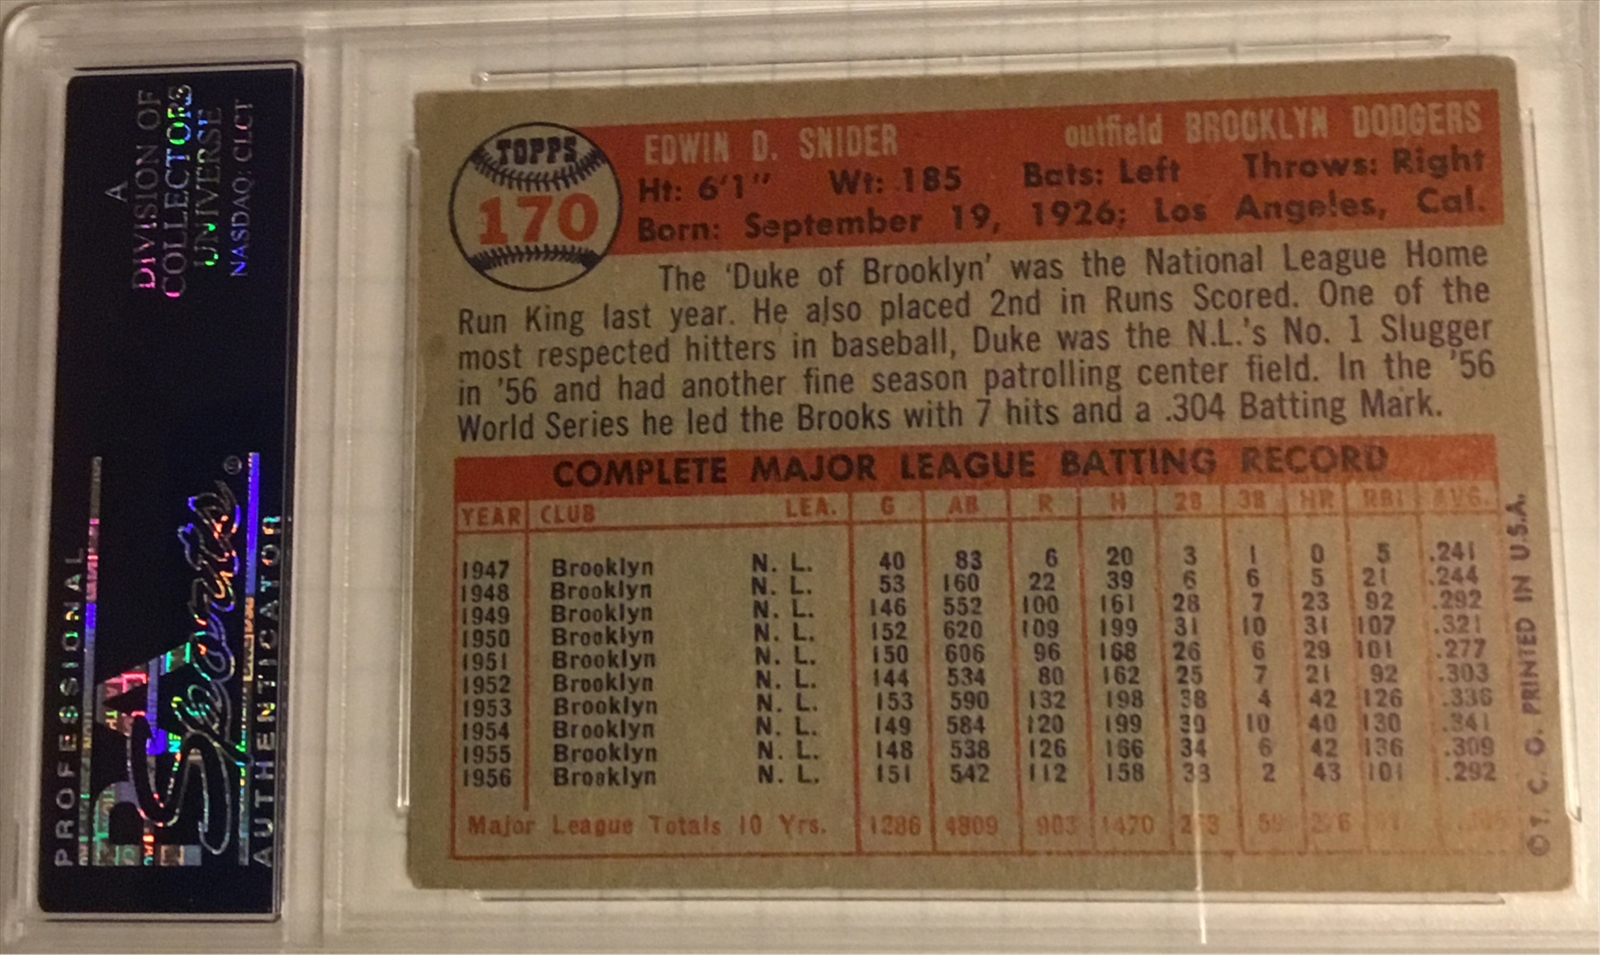 A
DIVISION OF
COLLECTORS
UNIVERSE
NASDAQ: CLCT
PROFESSIONAL
Sports ®
AUTHENTICATOR
TOPPS
170
EDWIN D. SNIDER outfield BROOKLYN DODGERS
Ht: 6'1" Wt: 185 Bats: Left Throws: Right
Born: September 19, 1926; Los Angeles, Cal.
The 'Duke of Brooklyn' was the National League Home
Run King last year. He also placed 2nd in Runs Scored. One of the
most respected hitters in baseball, Duke was the N.L.'s No. 1 Slugger
in '56 and had another fine season patrolling center field. In the '56
World Series he led the Brooks with 7 hits and a .304 Batting Mark.
COMPLETE MAJOR LEAGUE BATTING RECORD
YEAR CLUB LEA. G AB R H 2B 3B HR RBI AVG.
1947 Brooklyn N. L. 40 83 6 20 3 1 0 5 .241
1948 Brooklyn N. L. 53 160 22 39 6 6 5 21 .244
1949 Brooklyn N. L. 146 552 100 161 28 7 23 92 .292
1950 Brooklyn N. L. 152 620 109 199 31 10 31 107 .321
1951 Brooklyn N. L. 150 606 96 168 26 6 29 101 .277
1952 Brooklyn N. L. 144 534 80 162 25 7 21 92 .303
1953 Brooklyn N. L. 153 590 132 198 38 4 42 126 .336
1954 Brooklyn N. L. 149 584 120 199 39 10 40 130 .341
1955 Brooklyn N. L. 148 538 126 166 34 6 42 136 .309
1956 Brooklyn N. L. 151 542 112 158 33 2 43 101 .292
Major League Totals 10 Yrs. 1286 4809 903 1470
© T. C. G. PRINTED IN U.S.A.